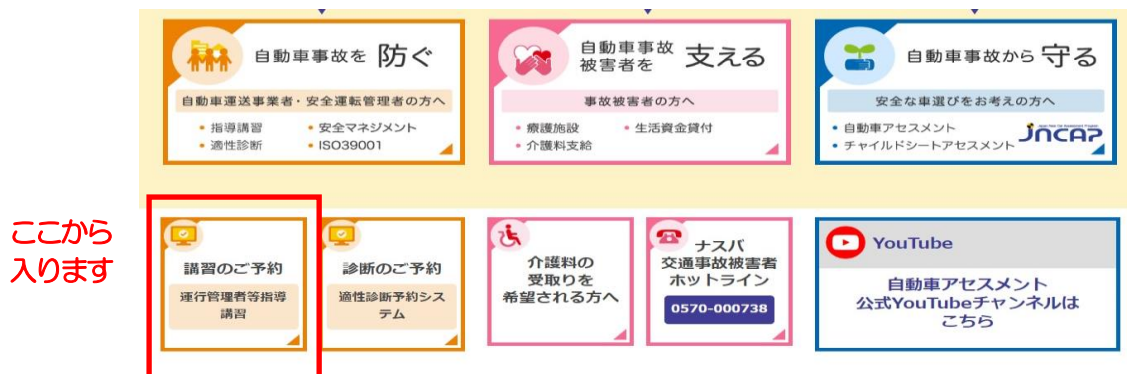 自動車事故を 防ぐ
自動車運送事業者・安全運転管理者の方へ
・指導講習
・安全マネジメント
・適性診断
・ISO39001
自動車事故
被害者を 支える
事故被害者の方へ
・療護施設
・生活資金貸付
・介護料支給
自動車事故から 守る
安全な車選びをお考えの方へ
・自動車アセスメント
・チャイルドシートアセスメント
JNCAP
ここから
入ります
講習のご予約
運行管理者等指導
講習
診断のご予約
適性診断予約シス
テム
介護料の
受取りを
希望される方へ
ナスバ
交通事故被害者
ホットライン
0570-000738
YouTube
自動車アセスメント
公式YouTubeチャンネルは
こちら